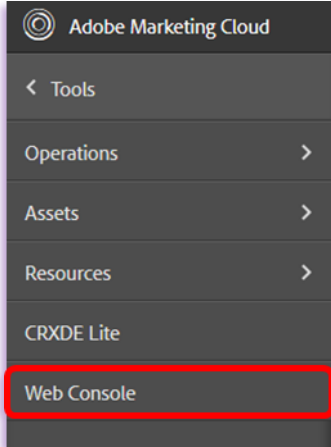 Adobe Marketing Cloud
Tools
Operations
Assets
Resources
CRXDE Lite
Web Console